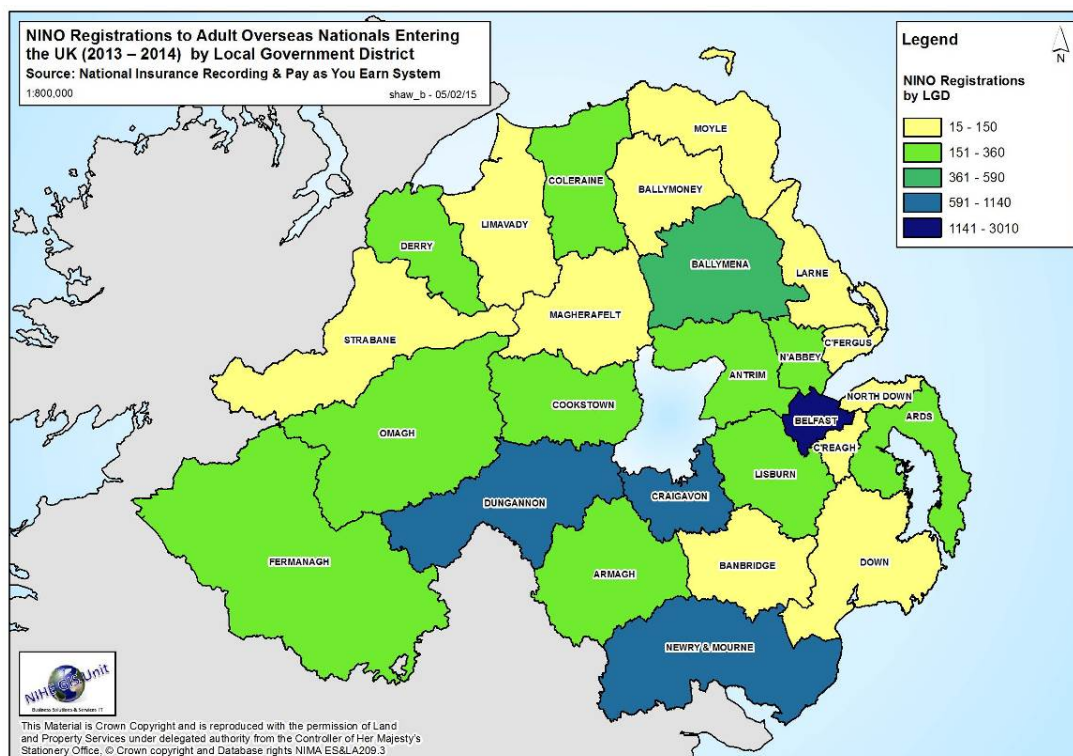 NINO Registrations to Adult Overseas Nationals Entering
the UK (2013 – 2014) by Local Government District
Source: National Insurance Recording & Pay as You Earn System
1:800,000
shaw_b - 05/02/15
Legend
N
NINO Registrations
by LGD
15 - 150
151 - 360
361 - 590
591 - 1140
1141 - 3010
MOYLE
COLERAINE
BALLYMONEY
LIMAVADY
DERRY
BALLYMENA
LARNE
MAGHERAFELT
STRABANE
C'FERGUS
N'ABBEY
ANTRIM
NORTH DOWN
COOKSTOWN
ARDS
BELFAST
OMAGH
C'REAGH
LISBURN
DUNGANNON
CRAIGAVON
FERMANAGH
BANBRIDGE
DOWN
ARMAGH
NEWRY & MOURNE
NIHE GIS Unit
Business Solutions & Services IT
This Material is Crown Copyright and is reproduced with the permission of Land
and Property Services under delegated authority from the Controller of Her Majesty's
Stationery Office, © Crown copyright and Database rights NIMA ES&LA209.3